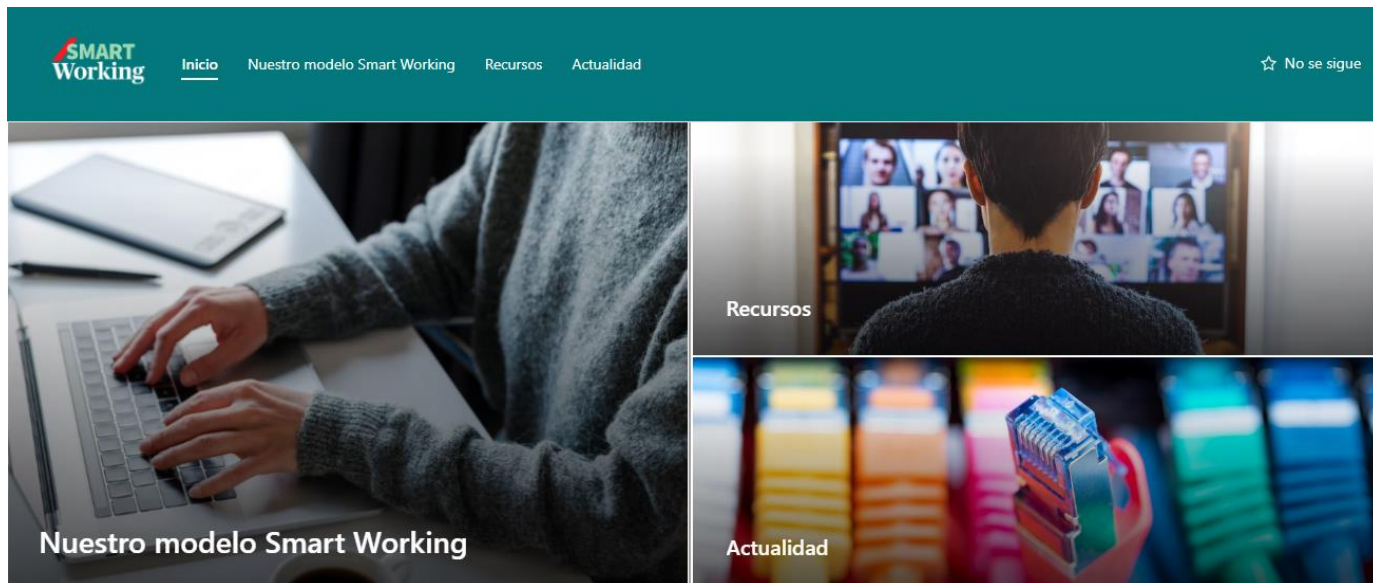 SMART
Working
Inicio
Nuestro modelo Smart Working
Recursos
Actualidad
No se sigue
Nuestro modelo Smart Working
Recursos
Actualidad